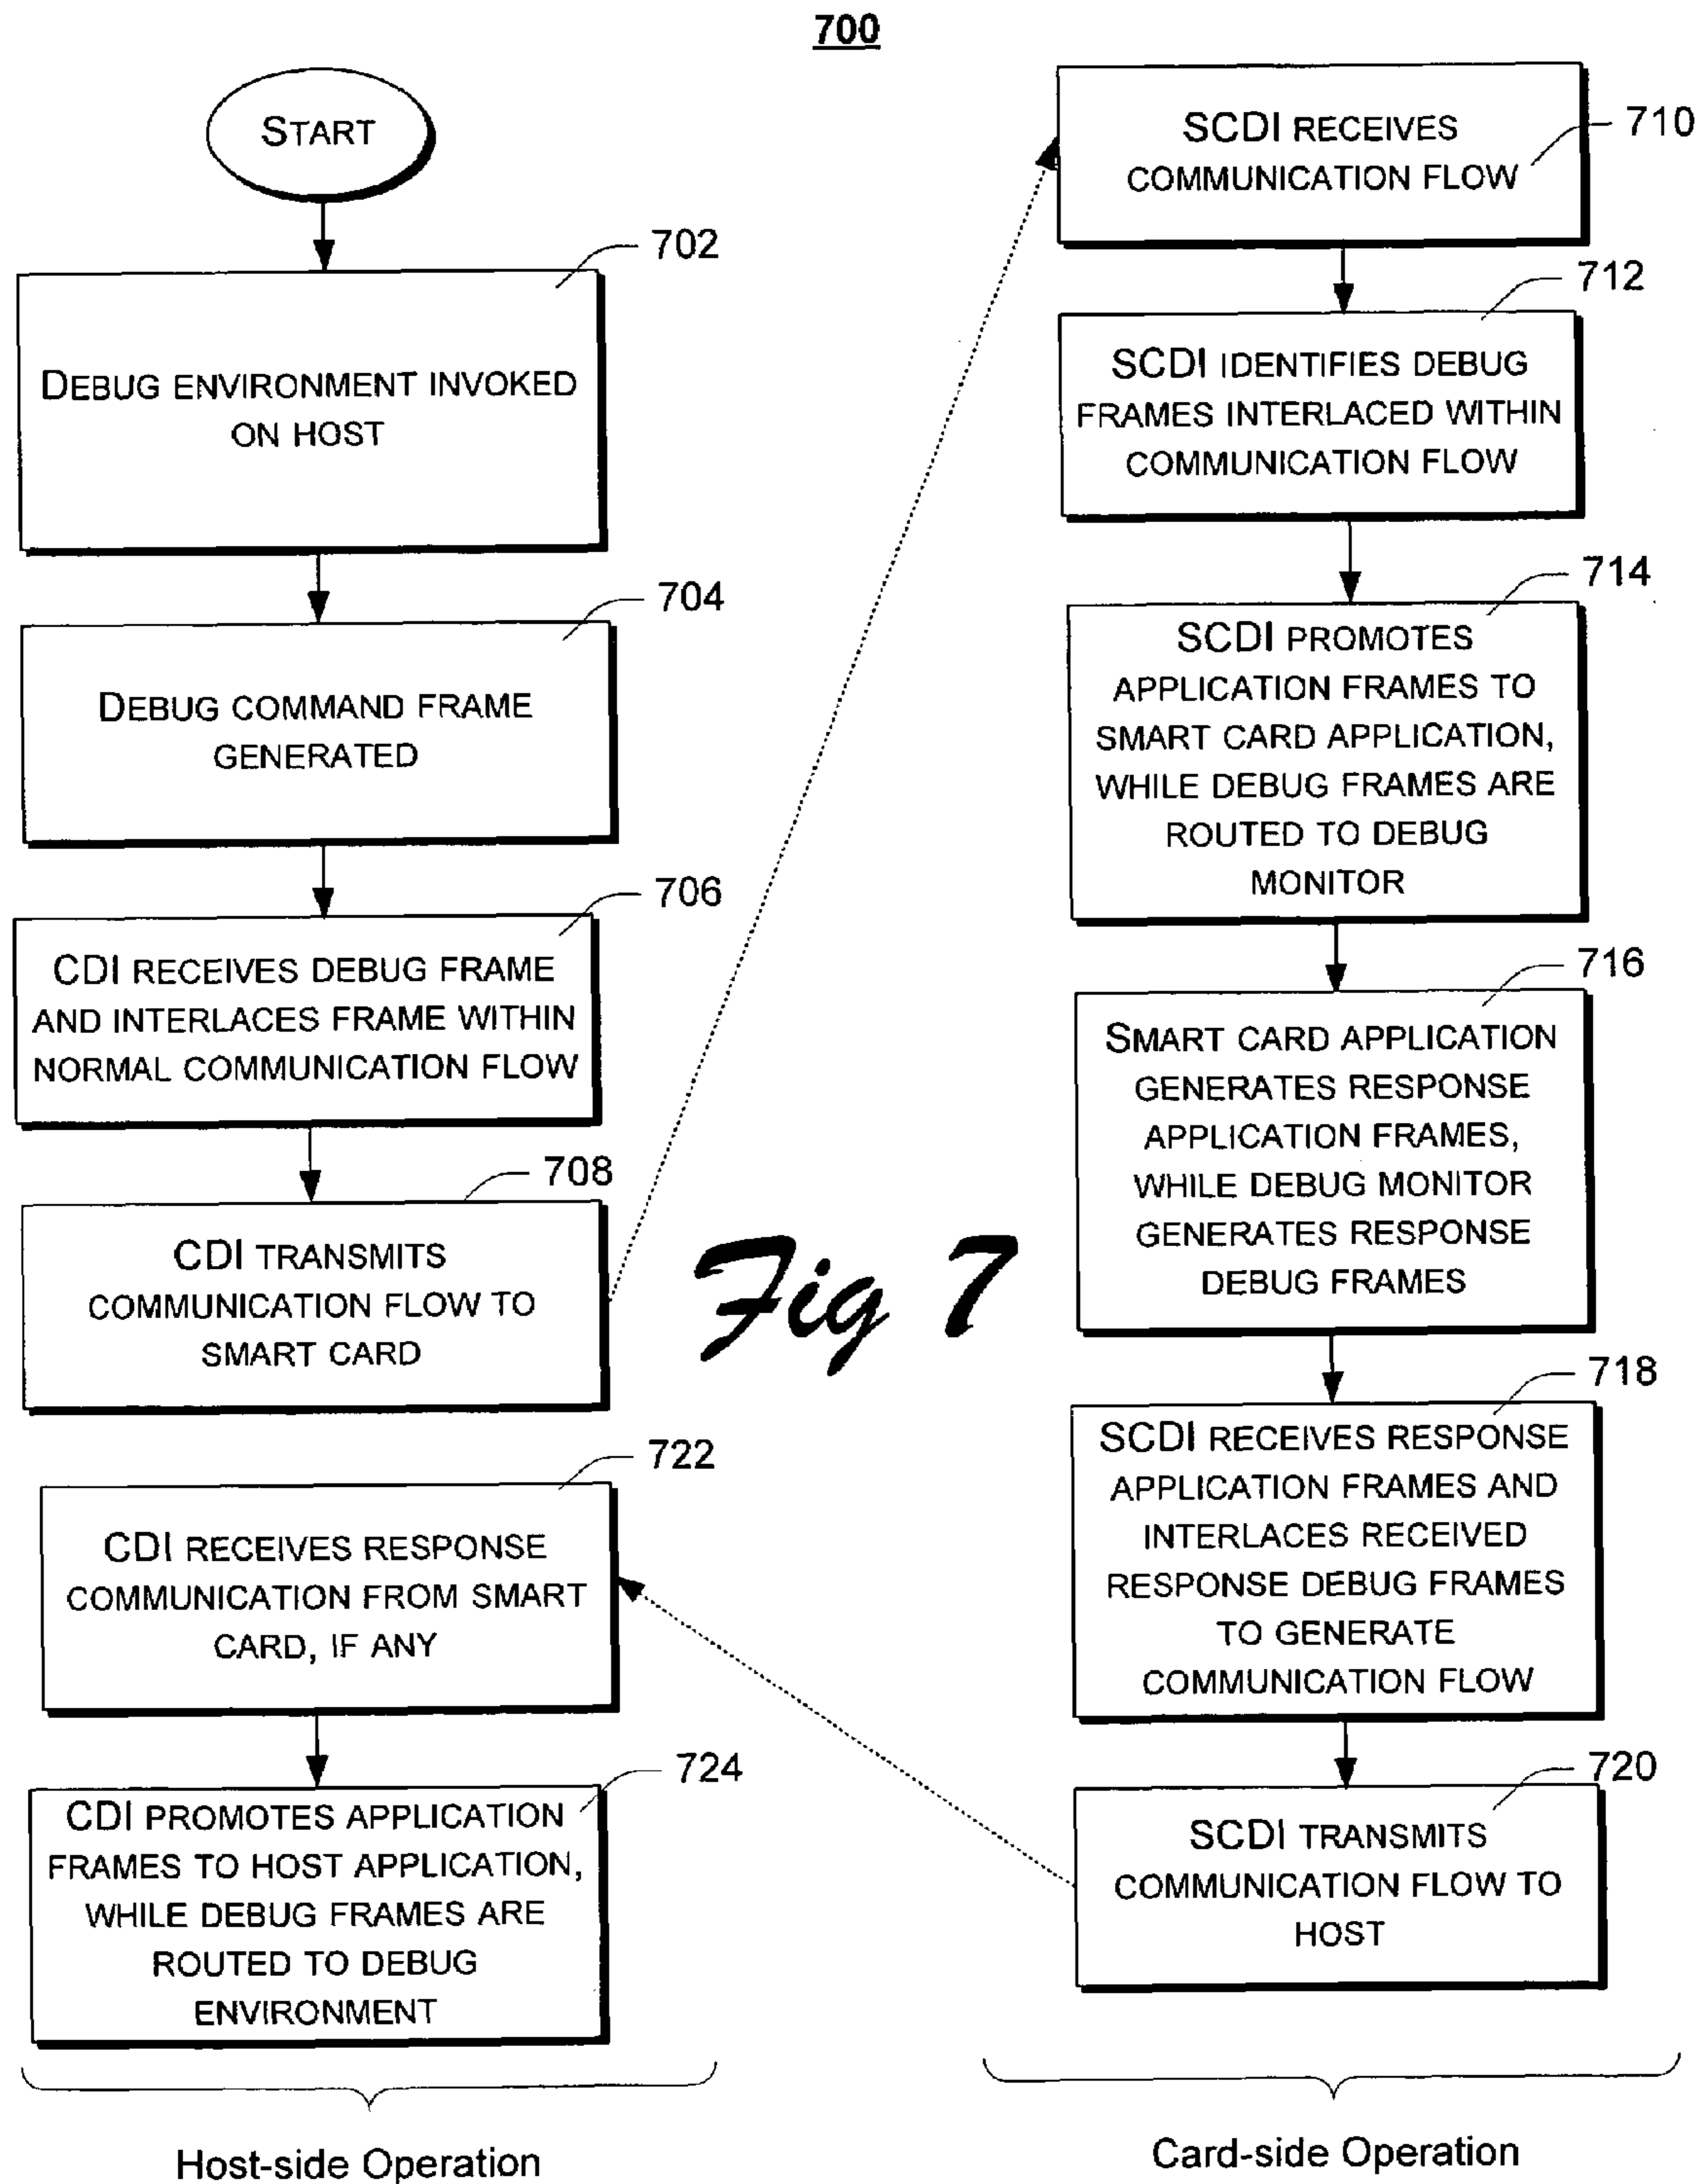 700
START
702
DEBUG ENVIRONMENT INVOKED
ON HOST
704
DEBUG COMMAND FRAME
GENERATED
706
CDI RECEIVES DEBUG FRAME
AND INTERLACES FRAME WITHIN
NORMAL COMMUNICATION FLOW
708
CDI TRANSMITS
COMMUNICATION FLOW TO
SMART CARD
710
SCDI RECEIVES
COMMUNICATION FLOW
712
SCDI IDENTIFIES DEBUG
FRAMES INTERLACED WITHIN
COMMUNICATION FLOW
714
SCDI PROMOTES
APPLICATION FRAMES TO
SMART CARD APPLICATION,
WHILE DEBUG FRAMES ARE
ROUTED TO DEBUG
MONITOR
716
SMART CARD APPLICATION
GENERATES RESPONSE
APPLICATION FRAMES,
WHILE DEBUG MONITOR
GENERATES RESPONSE
DEBUG FRAMES
718
SCDI RECEIVES RESPONSE
APPLICATION FRAMES AND
INTERLACES RECEIVED
RESPONSE DEBUG FRAMES
TO GENERATE
COMMUNICATION FLOW
720
SCDI TRANSMITS
COMMUNICATION FLOW TO
HOST
722
CDI RECEIVES RESPONSE
COMMUNICATION FROM SMART
CARD, IF ANY
724
CDI PROMOTES APPLICATION
FRAMES TO HOST APPLICATION,
WHILE DEBUG FRAMES ARE
ROUTED TO DEBUG
ENVIRONMENT
Fig 7
Host-side Operation
Card-side Operation